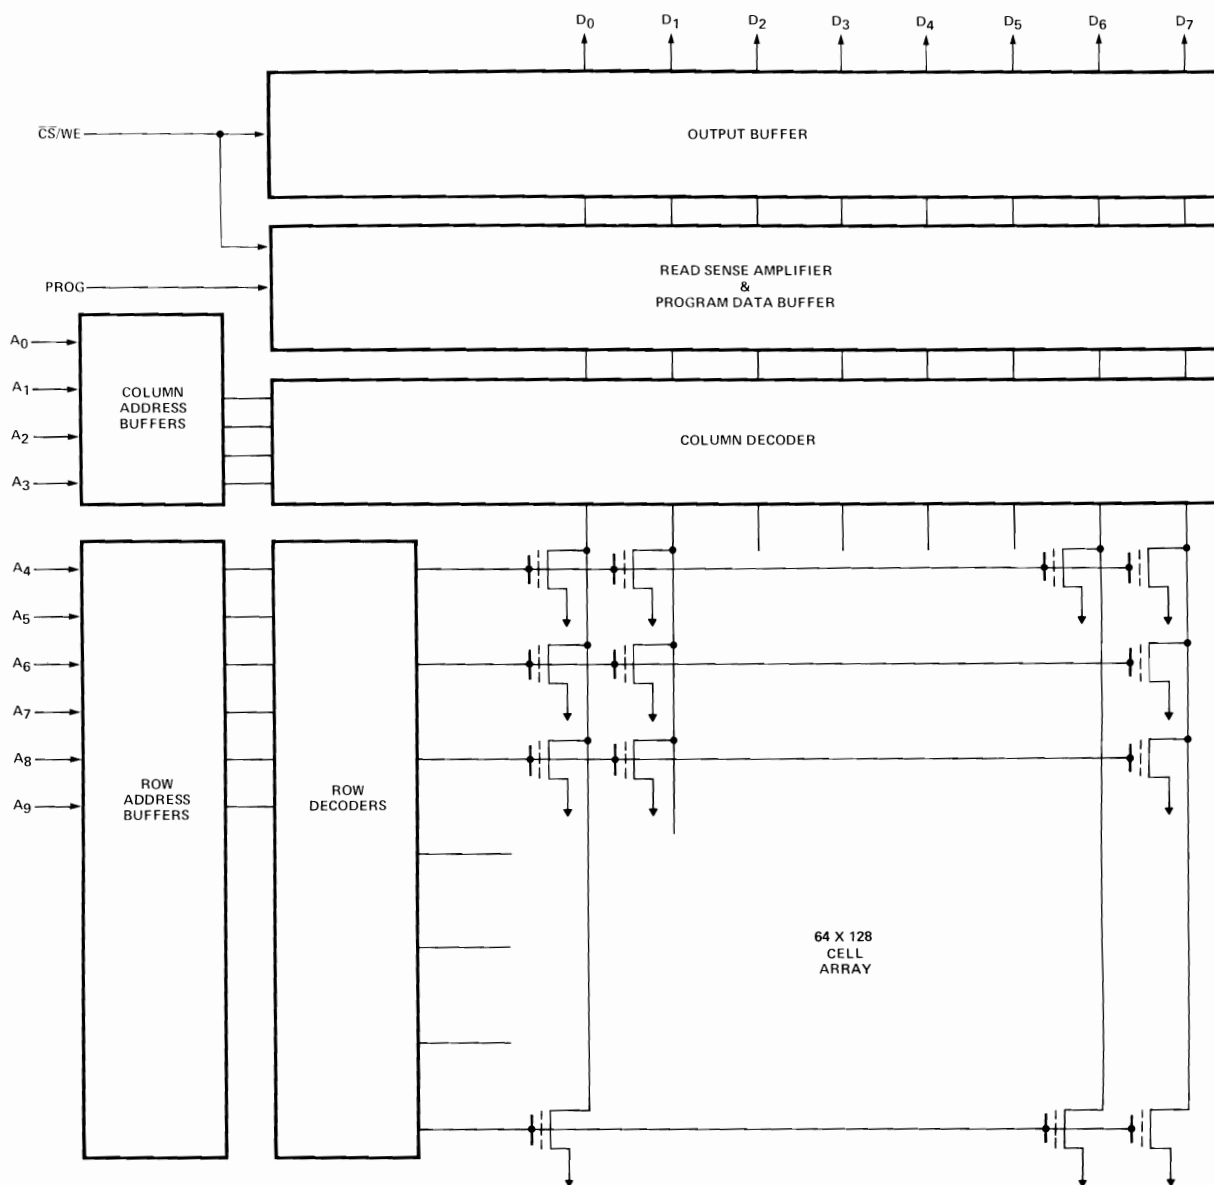 D0 D1 D2 D3 D4 D5 D6 D7
CS/WE
OUTPUT BUFFER
READ SENSE AMPLIFIER
&
PROGRAM DATA BUFFER
PROG
A0
A1
A2
A3
COLUMN
ADDRESS
BUFFERS
COLUMN DECODER
A4
A5
A6
A7
A8
A9
ROW
ADDRESS
BUFFERS
ROW
DECODERS
64 X 128
CELL
ARRAY